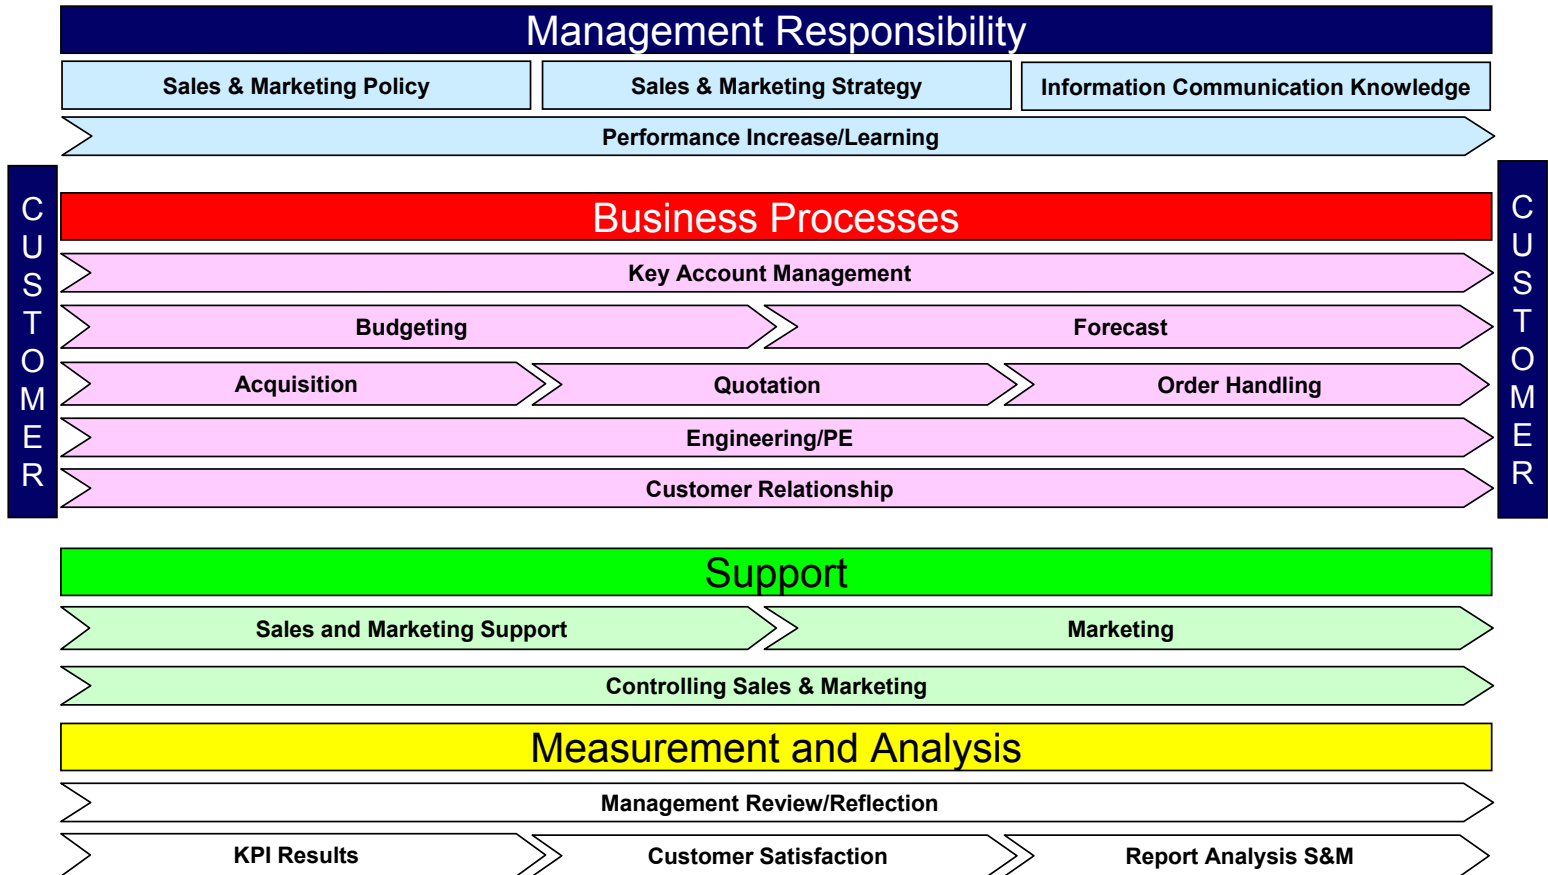 Management Responsibility
Sales & Marketing Policy
Sales & Marketing Strategy
Information Communication Knowledge
Performance Increase/Learning
CUSTOMER
Business Processes
Key Account Management
Budgeting
Forecast
Acquisition
Quotation
Order Handling
Engineering/PE
Customer Relationship
CUSTOMER
Support
Sales and Marketing Support
Marketing
Controlling Sales & Marketing
Measurement and Analysis
Management Review/Reflection
KPI Results
Customer Satisfaction
Report Analysis S&M